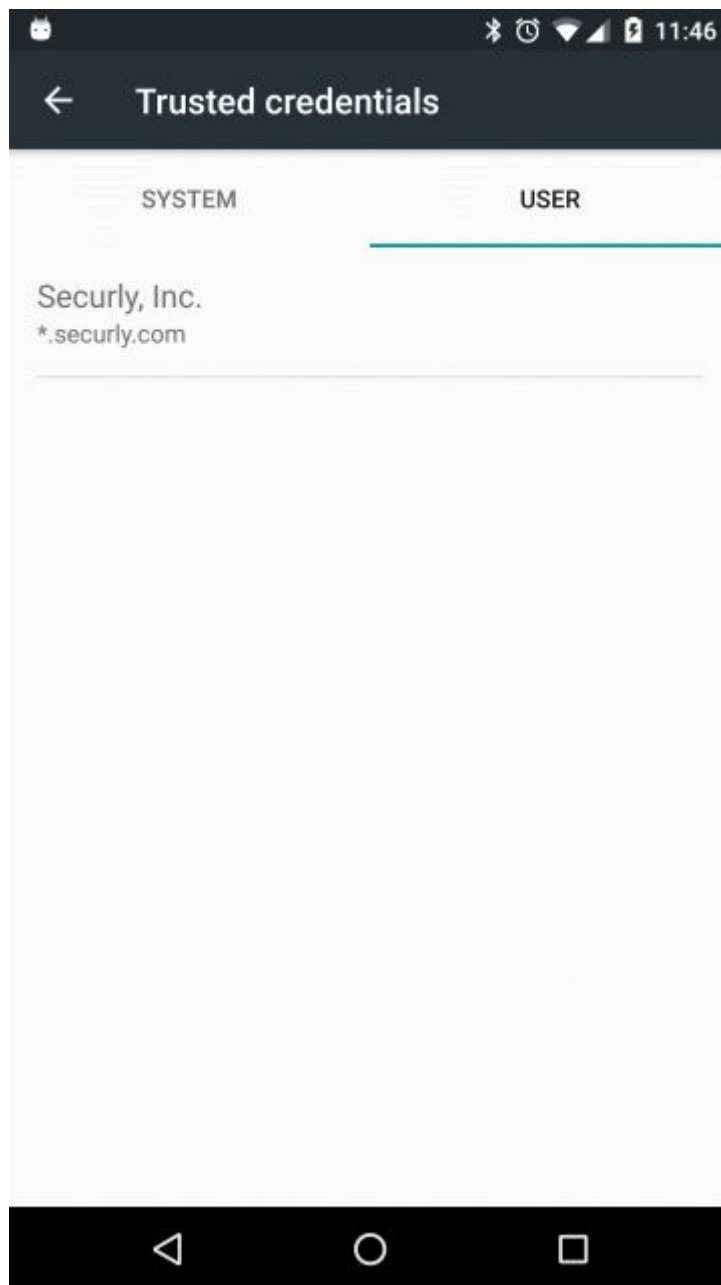 11:46
Trusted credentials
SYSTEM USER
Securly, Inc.
*.securly.com